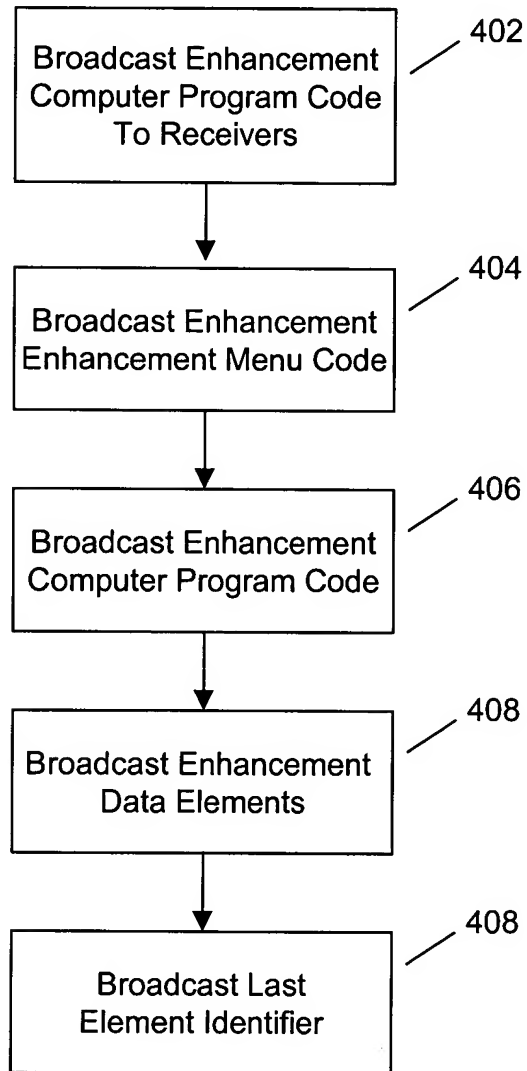 Broadcast Enhancement
Computer Program Code
To Receivers
402
Broadcast Enhancement
Enhancement Menu Code
404
Broadcast Enhancement
Computer Program Code
406
Broadcast Enhancement
Data Elements
408
Broadcast Last
Element Identifier
408